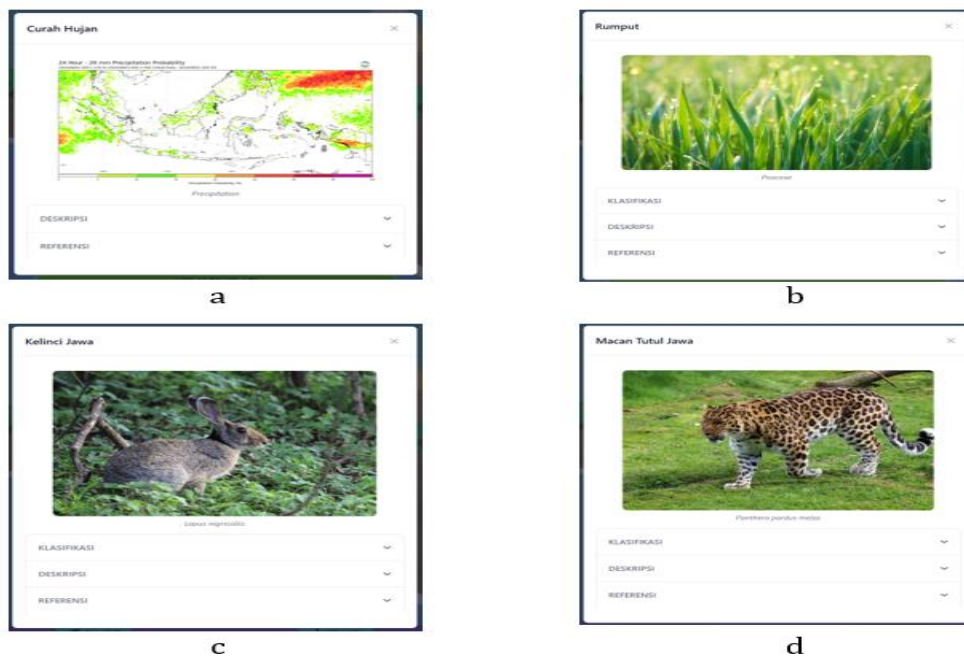 Curah Hujan
24 Hour - 20 mm Precipitation Probability
Precipitation
DESKRIPSI
REFERENSI
a
Rumput
Poaceae
KLASIFIKASI
DESKRIPSI
REFERENSI
b
Kelinci Jawa
Lepus nigricollis
KLASIFIKASI
DESKRIPSI
REFERENSI
c
Macan Tutul Jawa
Panthera pardus melas
KLASIFIKASI
DESKRIPSI
REFERENSI
d